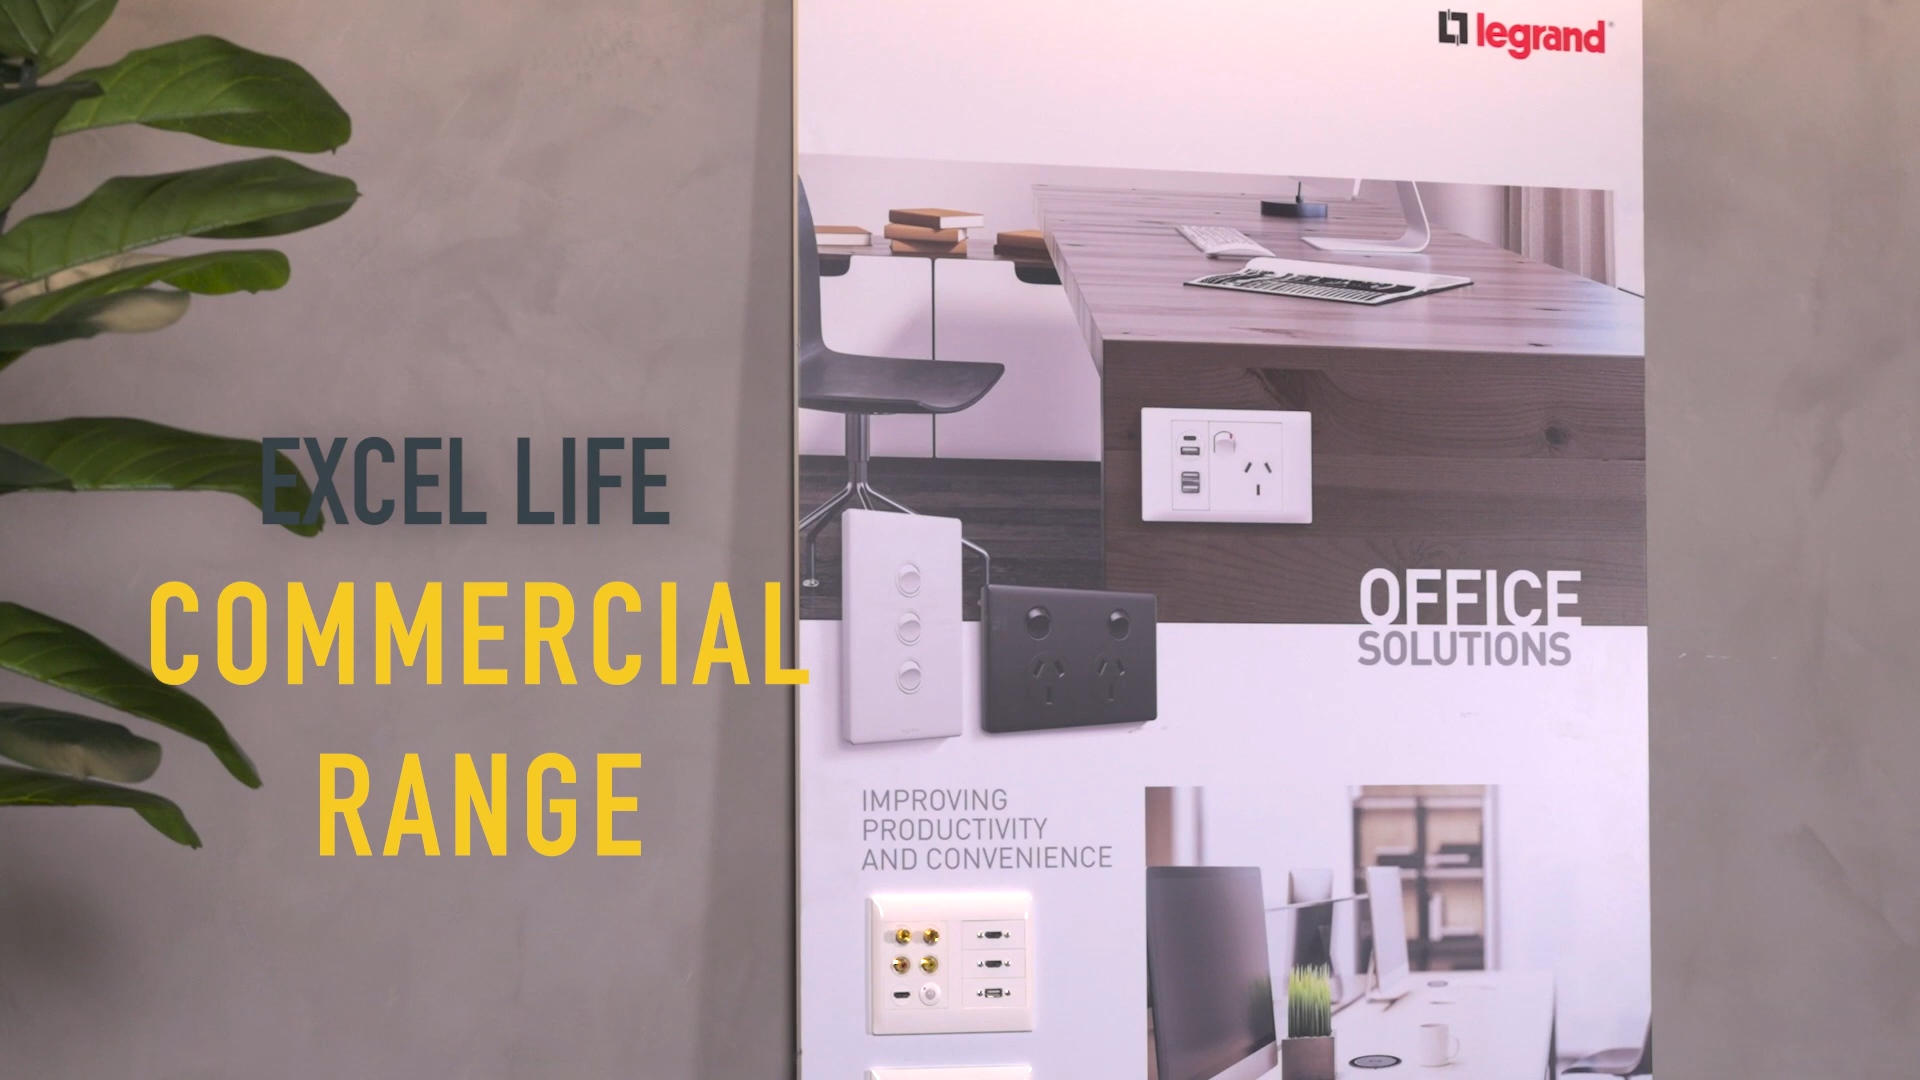 legrand
EXCEL LIFE
COMMERCIAL
RANGE
OFFICE
SOLUTIONS
IMPROVING
PRODUCTIVITY
AND CONVENIENCE